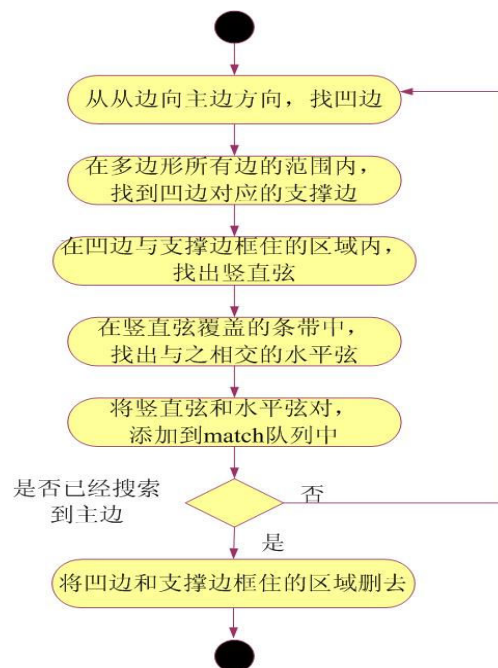 从从边向主边方向，找凹边
在多边形所有边的范围内，
找到凹边对应的支撑边
在凹边与支撑边框住的区域内，
找出竖直弦
在竖直弦覆盖的条带中，
找出与之相交的水平弦
将竖直弦和水平弦对，
添加到match队列中
是否已经搜索
到主边
否
是
将凹边和支撑边框住的区域删去